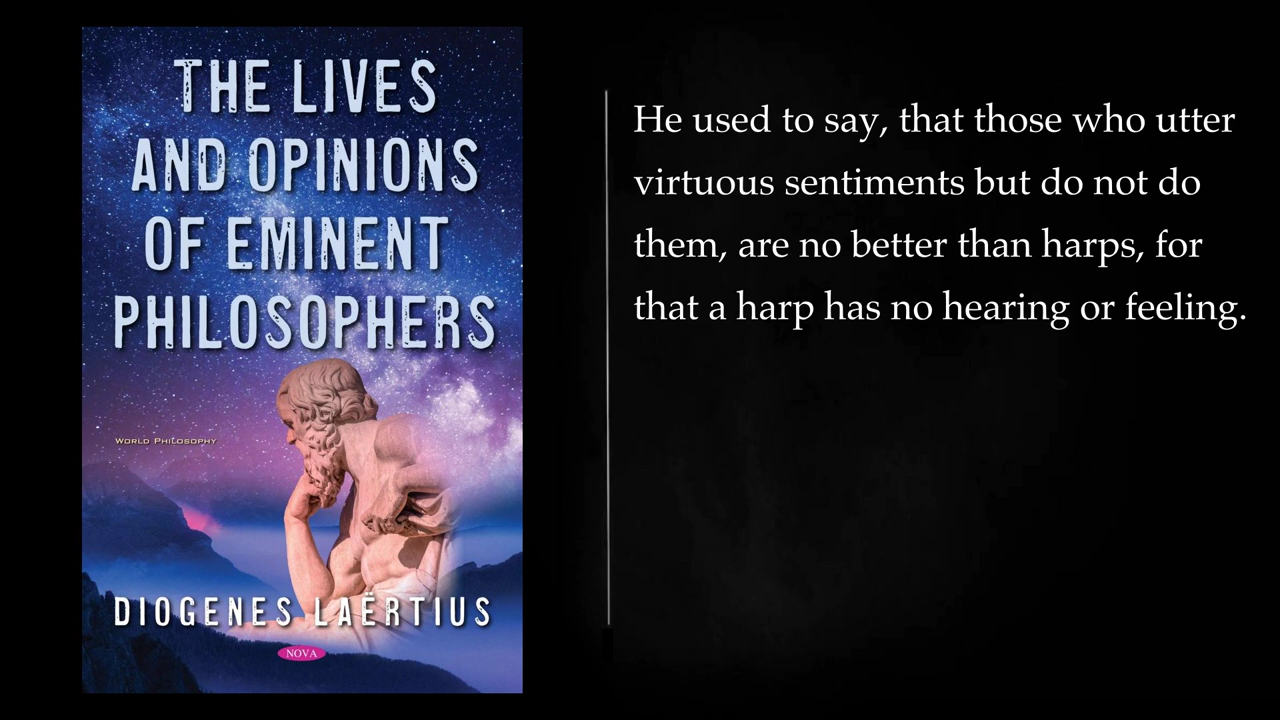 THE LIVES
AND OPINIONS
OF EMINENT
PHILOSOPHERS
WORLD PHILOSOPHY
DIOGENES LAËRTIUS
NOVA
He used to say, that those who utter
virtuous sentiments but do not do
them, are no better than harps, for
that a harp has no hearing or feeling.